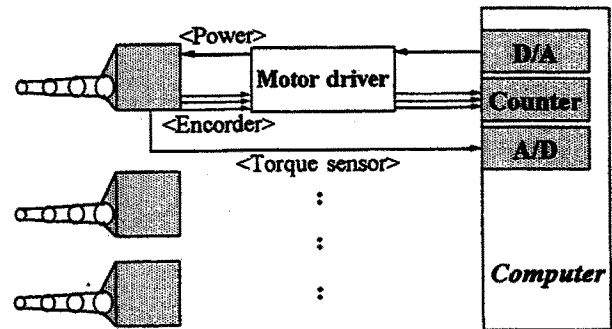 <Power>
D/A
Motor driver
Counter
<Encorder>
A/D
<Torque sensor>
Computer